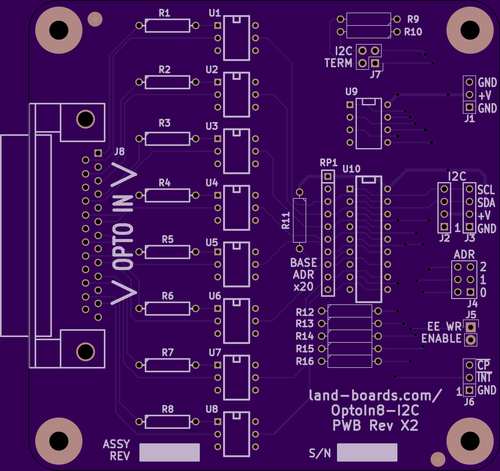 R1
U1
R2
U2
R3
U3
R4
U4
R5
U5
R6
U6
R7
U7
R8
U8
J8
< OPTO IN >
R9
R10
I2C
TERM
J7
U9
GND
+V
GND
J1
RP1
U10
R11
BASE
ADR
x20
I2C
SCL
SDA
+V
GND
1
J2
J3
ADR
2
1
0
J4
J5
EE WR
ENABLE
R12
R13
R14
R15
R16
CP
INT
1 GND
J6
land-boards.com/
OptoIn8-I2C
PWB Rev X2
ASSY
REV
S/N